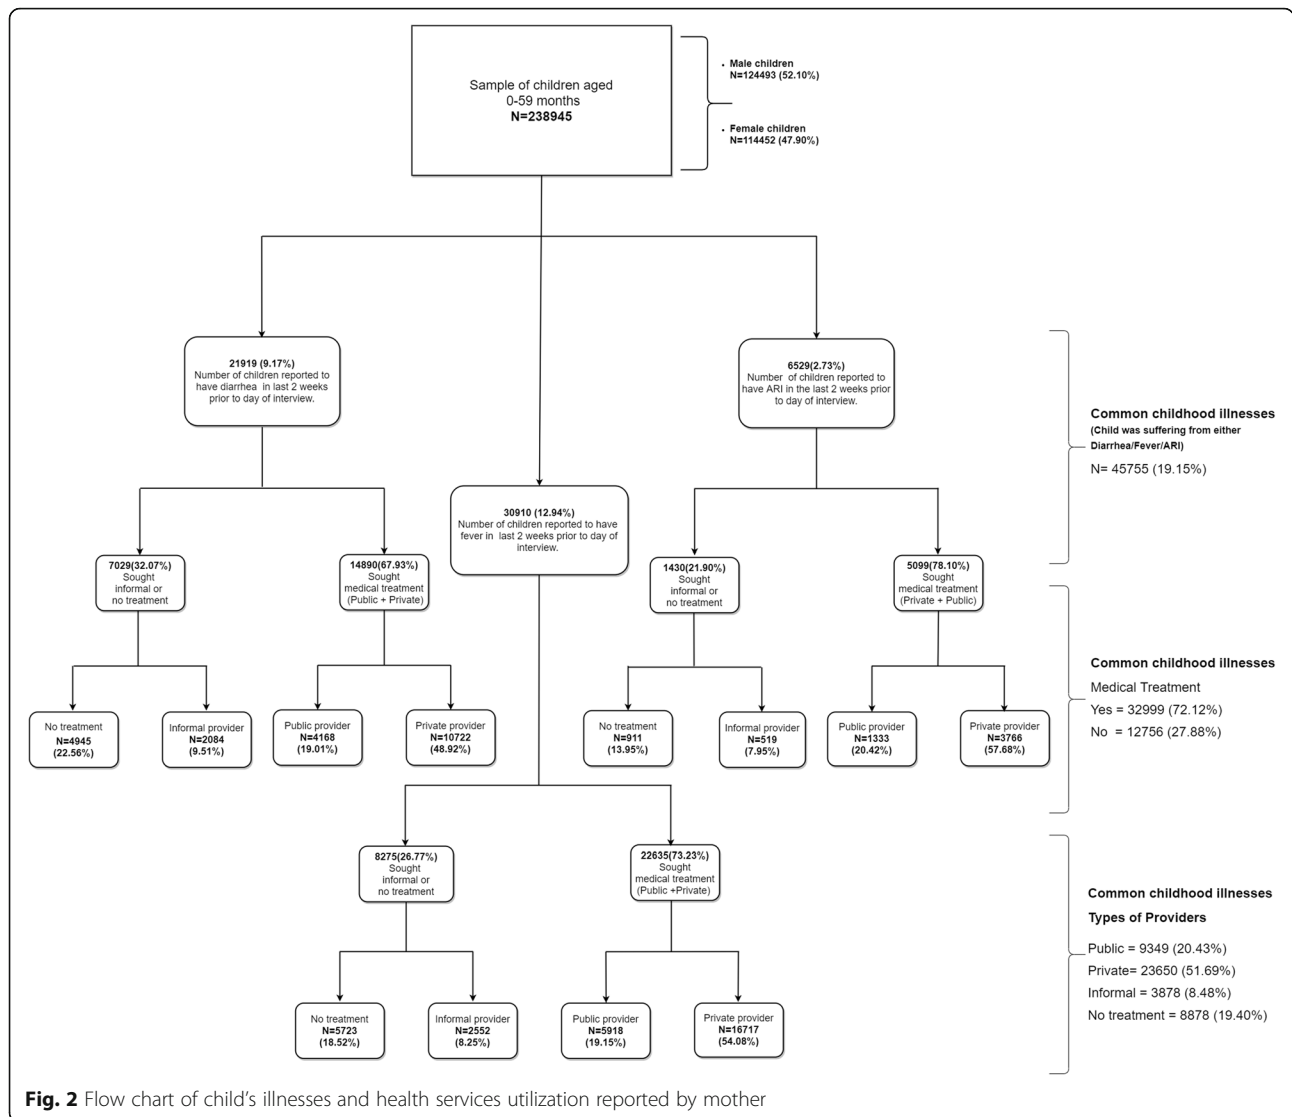 Sample of children aged
0-59 months
N=238945
• Male children
N=124493 (52.10%)
• Female children
N=114452 (47.90%)
21919 (9.17%)
Number of children reported to
have diarrhea in last 2 weeks
prior to day of interview.
6529(2.73%)
Number of children reported to
have ARI in the last 2 weeks prior
to day of interview.
Common childhood illnesses
(Child was suffering from either
Diarrhea/Fever/ARI)
N= 45755 (19.15%)
30910 (12.94%)
Number of children reported to have
fever in last 2 weeks prior to day of
interview.
7029(32.07%)
Sought
informal or
no treatment
14890(67.93%)
Sought
medical treatment
(Public + Private)
1430(21.90%)
Sought
informal or
no treatment
5099(78.10%)
Sought
medical treatment
(Private + Public)
No treatment
N=4945
(22.56%)
Informal provider
N=2084
(9.51%)
Public provider
N=4168
(19.01%)
Private provider
N=10722
(48.92%)
No treatment
N=911
(13.95%)
Informal provider
N=519
(7.95%)
Public provider
N=1333
(20.42%)
Private provider
N=3766
(57.68%)
Common childhood illnesses
Medical Treatment
Yes = 32999 (72.12%)
No = 12756 (27.88%)
8275(26.77%)
Sought
informal or
no treatment
22635(73.23%)
Sought
medical treatment
(Public +Private)
No treatment
N=5723
(18.52%)
Informal provider
N=2552
(8.25%)
Public provider
N=5918
(19.15%)
Private provider
N=16717
(54.08%)
Common childhood illnesses
Types of Providers
Public = 9349 (20.43%)
Private= 23650 (51.69%)
Informal = 3878 (8.48%)
No treatment = 8878 (19.40%)
Fig. 2 Flow chart of child's illnesses and health services utilization reported by mother